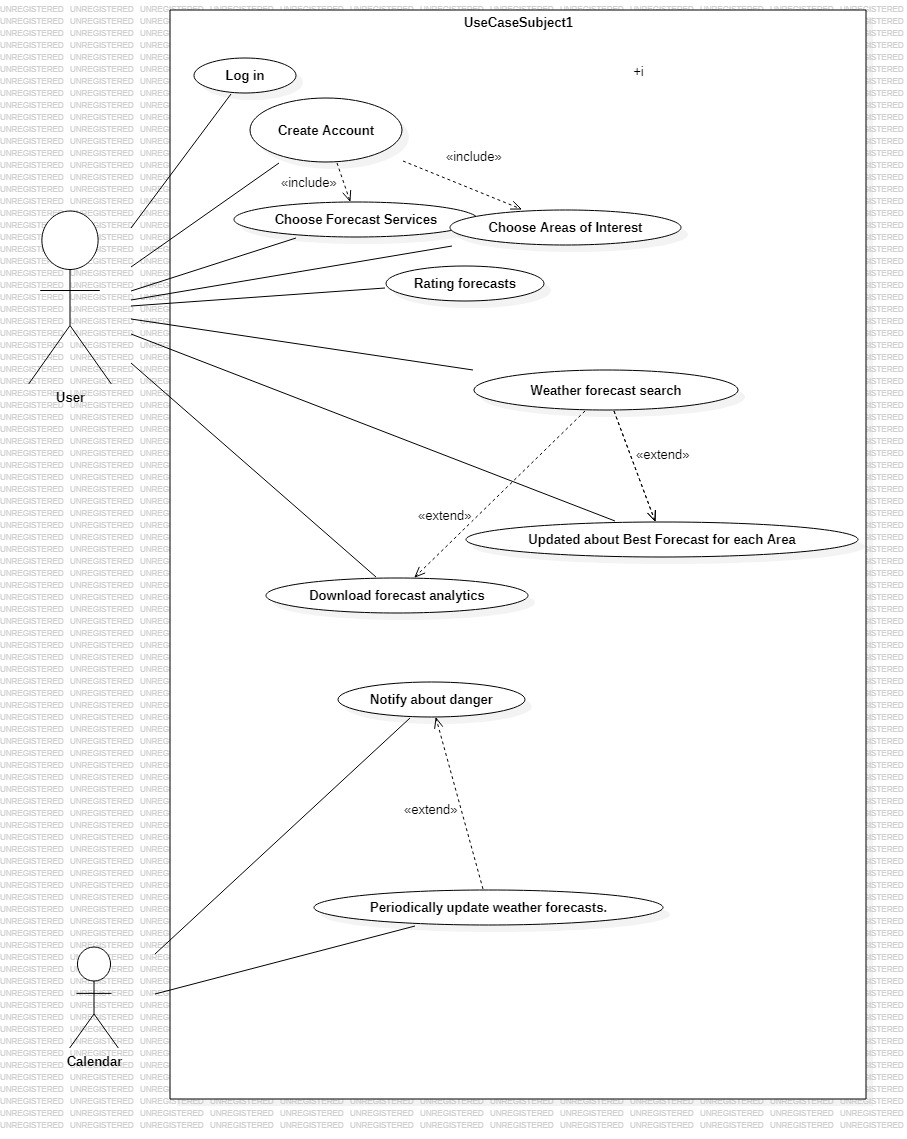 UseCaseSubject1
+i
Log in
Create Account
«include»
«include»
Choose Forecast Services
Choose Areas of Interest
Rating forecasts
User
Weather forecast search
«extend»
«extend»
Updated about Best Forecast for each Area
Download forecast analytics
Notify about danger
«extend»
Periodically update weather forecasts.
Calendar
UNREGISTERED